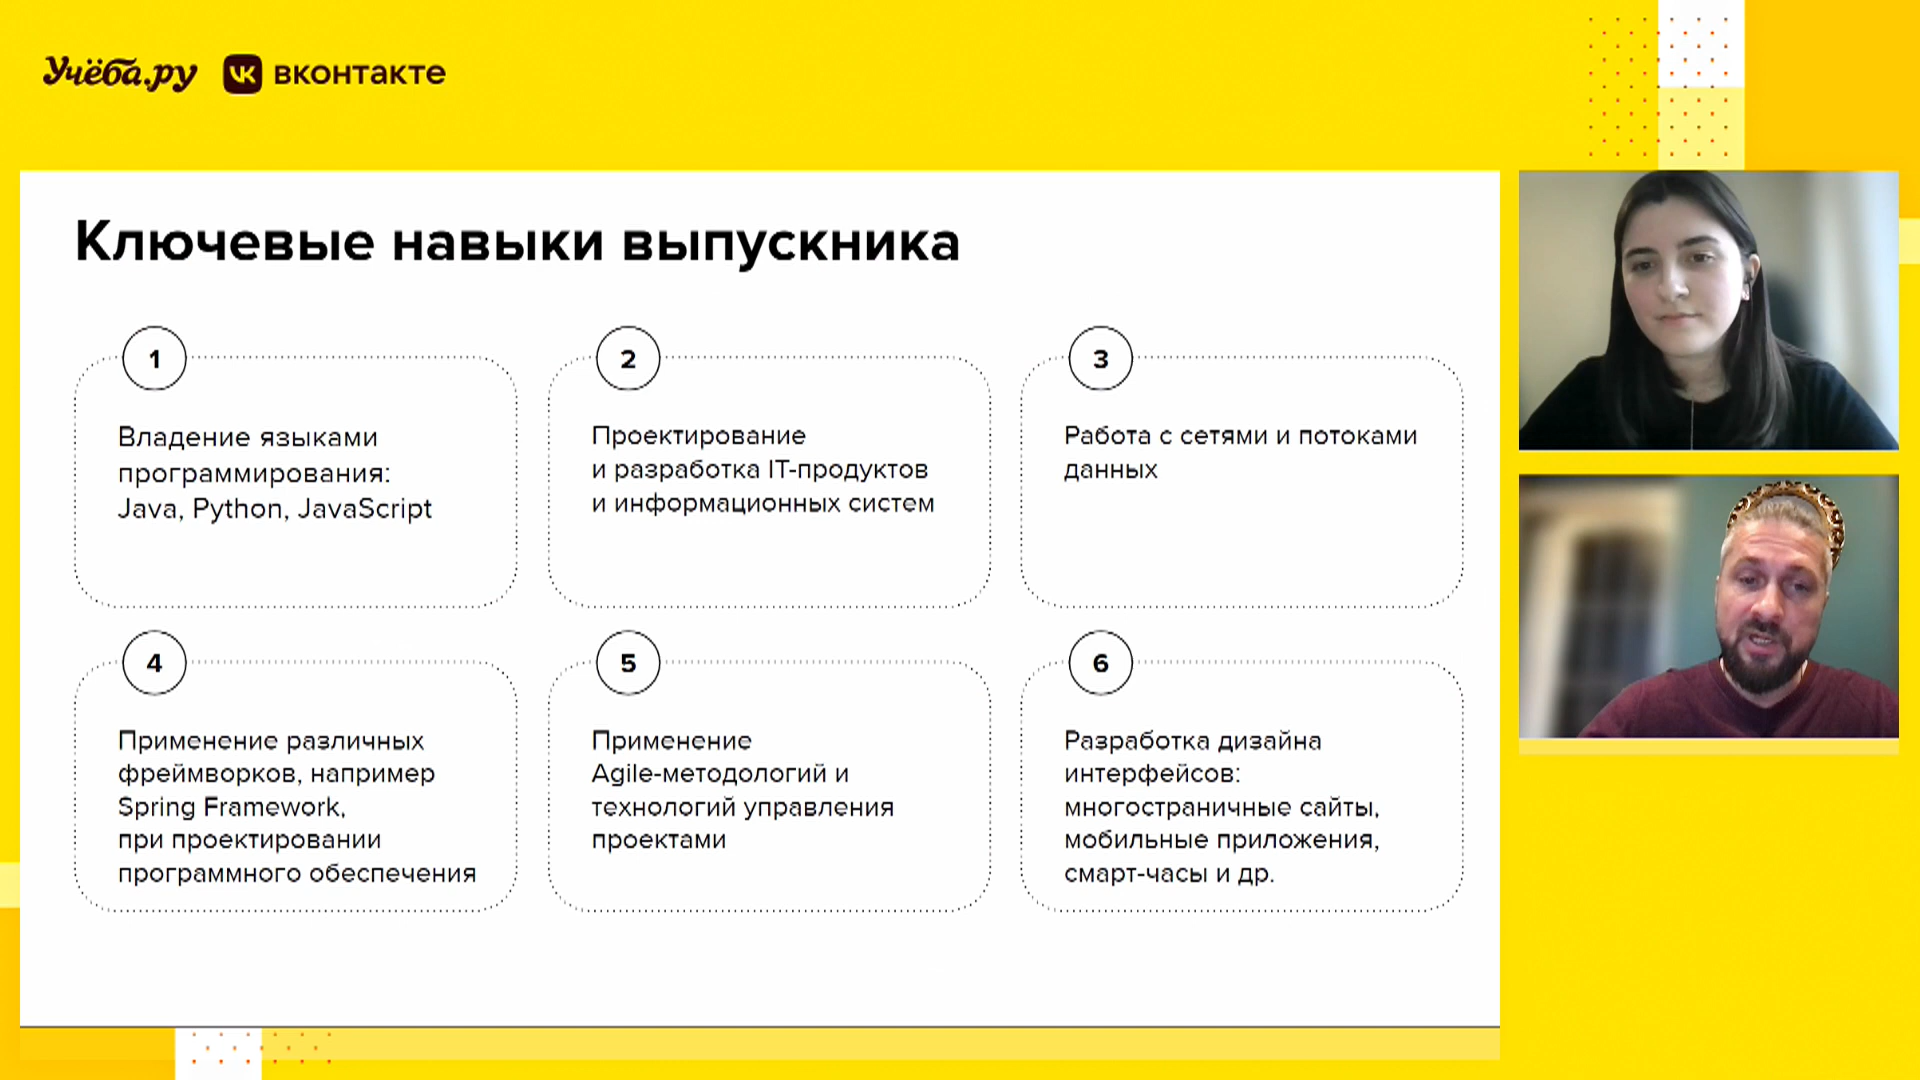 Учёба.ру вконтакте
Ключевые навыки выпускника
1
Владение языками
программирования:
Java, Python, JavaScript
2
Проектирование
и разработка IT-продуктов
и информационных систем
3
Работа с сетями и потоками
данных
4
Применение различных
фреймворков, например
Spring Framework,
при проектировании
программного обеспечения
5
Применение
Agile-методологий и
технологий управления
проектами
6
Разработка дизайна
интерфейсов:
многостраничные сайты,
мобильные приложения,
смарт-часы и др.